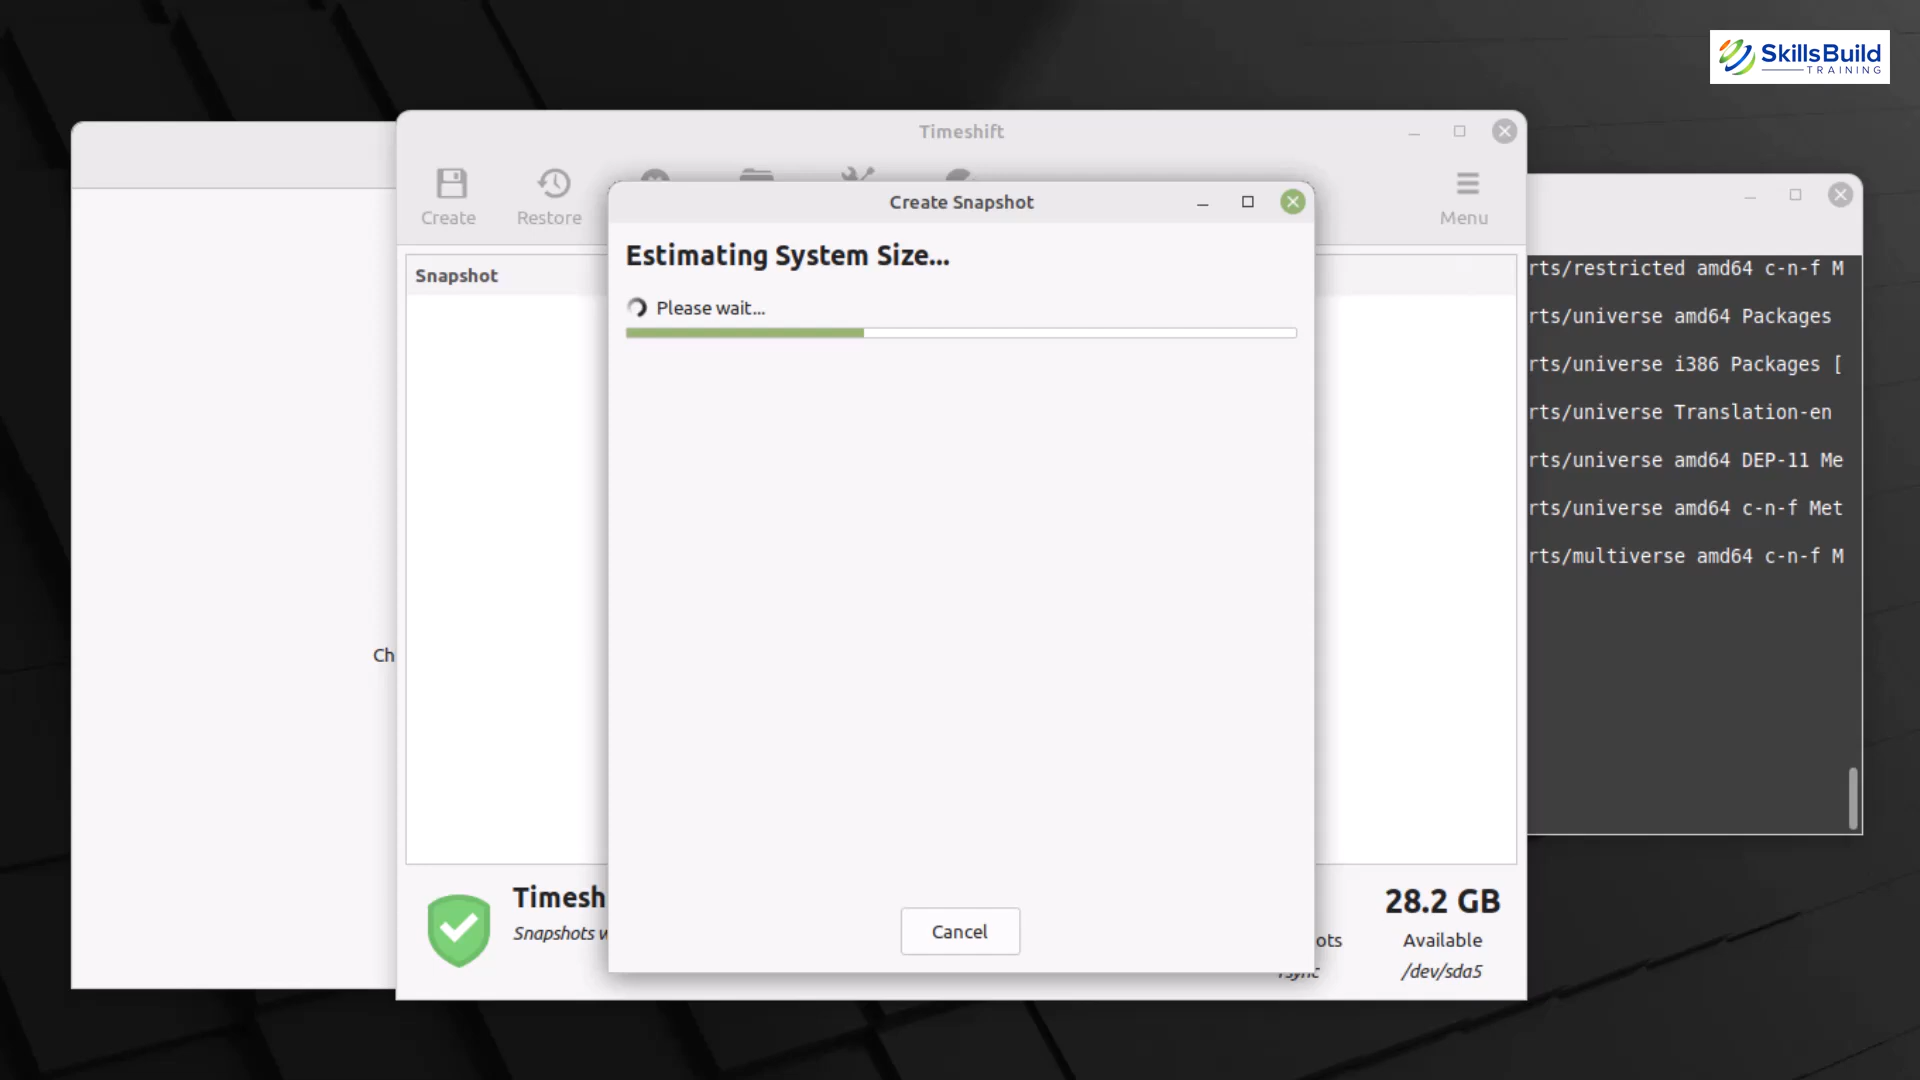 SkillsBuild
TRAINING
Timeshift
Create
Restore
Menu
Create Snapshot
Estimating System Size...
Please wait...
Snapshot
rts/restricted amd64 c-n-f M
rts/universe amd64 Packages
rts/universe i386 Packages [
rts/universe Translation-en
rts/universe amd64 DEP-11 Me
rts/universe amd64 c-n-f Met
rts/multiverse amd64 c-n-f M
Ch
Timesh
Snapshots w
Cancel
ots
rsync
28.2 GB
Available
/dev/sda5